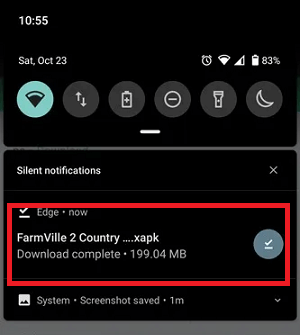 10:55
Sat, Oct 23 83%
Silent notifications
Edge • now
FarmVille 2 Country ....xapk
Download complete • 199.04 MB
System • Screenshot saved • 1m